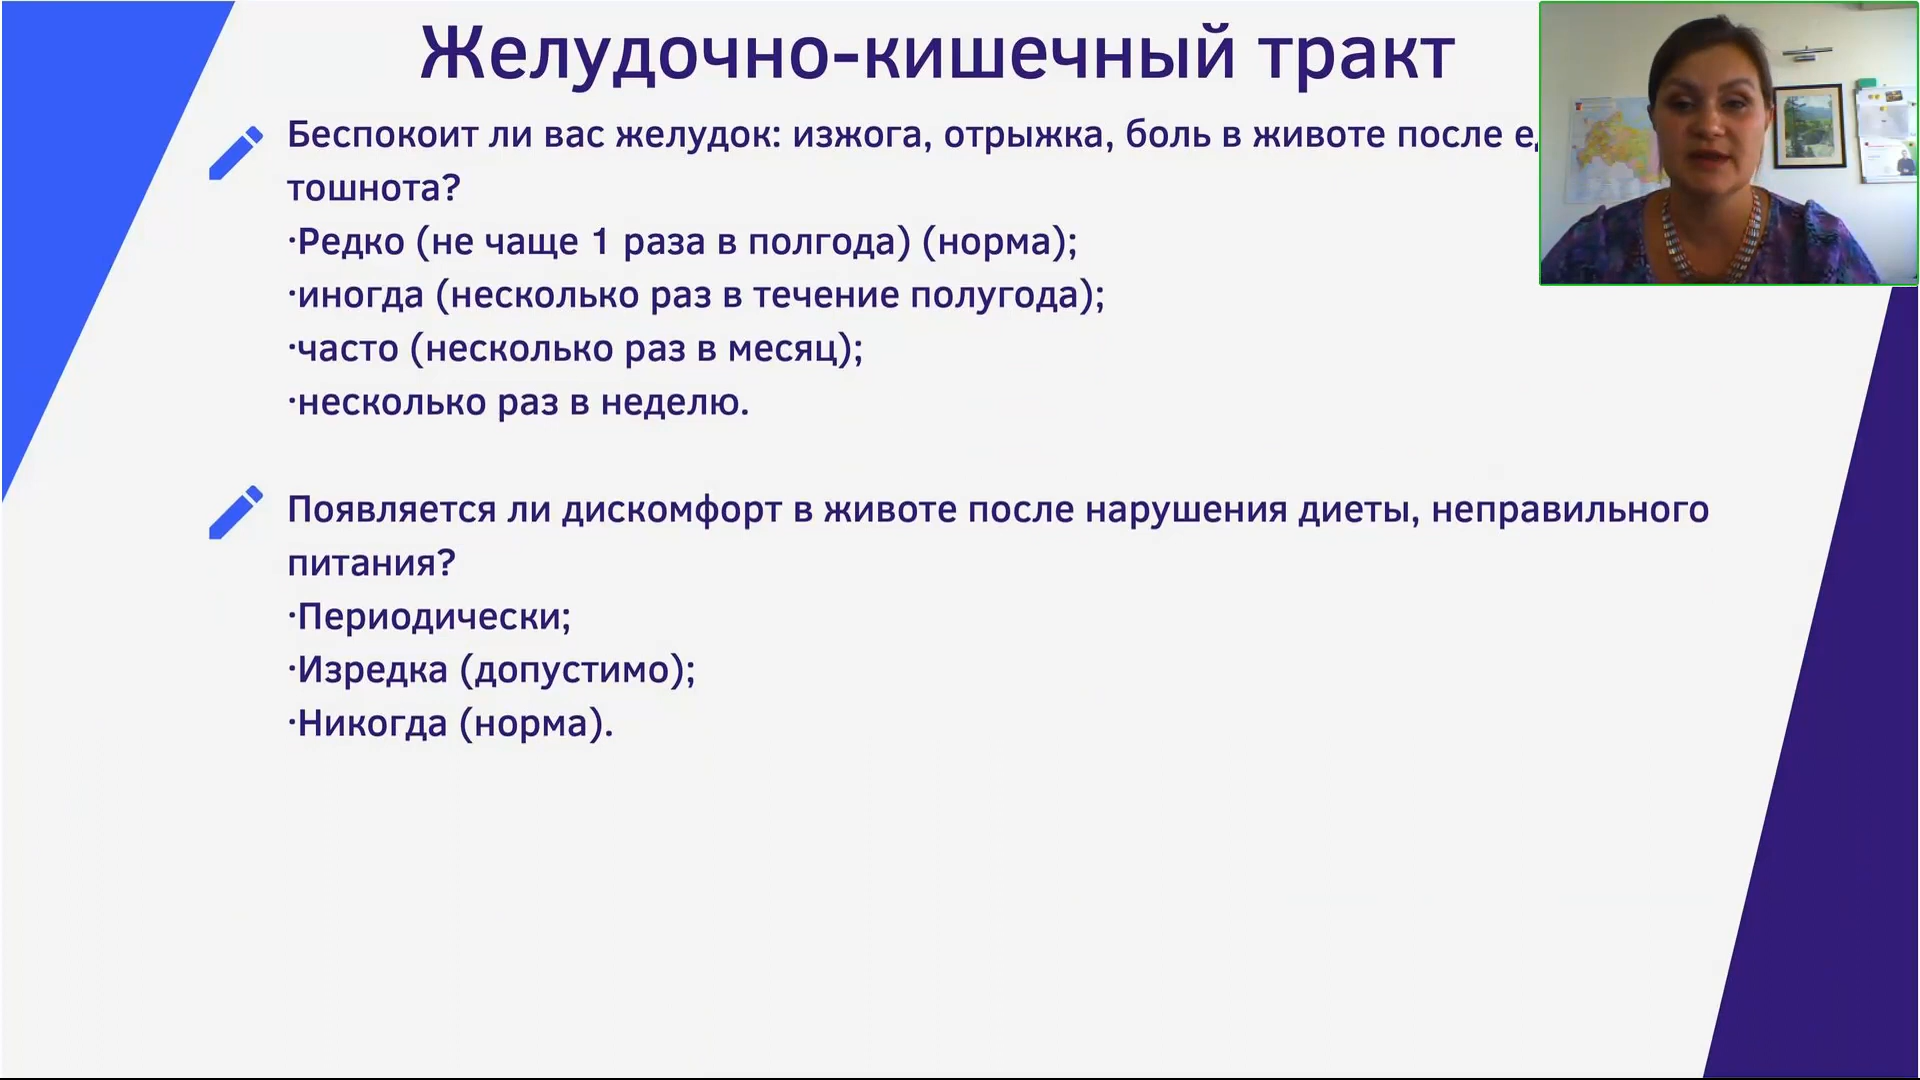 Желудочно-кишечный тракт
Беспокоит ли вас желудок: изжога, отрыжка, боль в животе после
тошнота?
·Редко (не чаще 1 раза в полгода) (норма);
·иногда (несколько раз в течение полугода);
·часто (несколько раз в месяц);
·несколько раз в неделю.
Появляется ли дискомфорт в животе после нарушения диеты, неправильного
питания?
·Периодически;
·Изредка (допустимо);
·Никогда (норма).